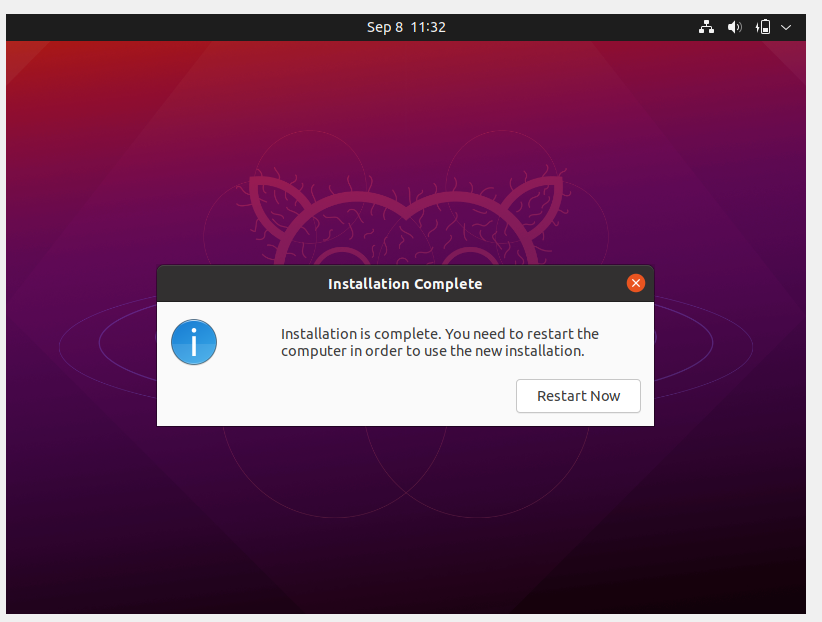 Sep 8 11:32
Installation Complete
Installation is complete. You need to restart the
computer in order to use the new installation.
Restart Now